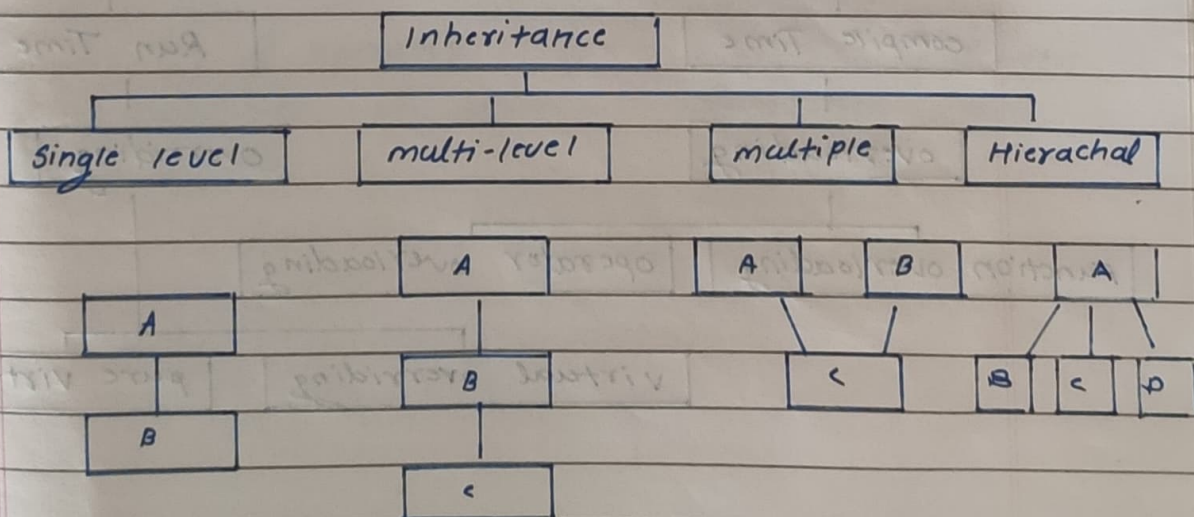 Inheritance
Single level multi-level multiple Hierachal
A A B A
A
B C B C D
B
C